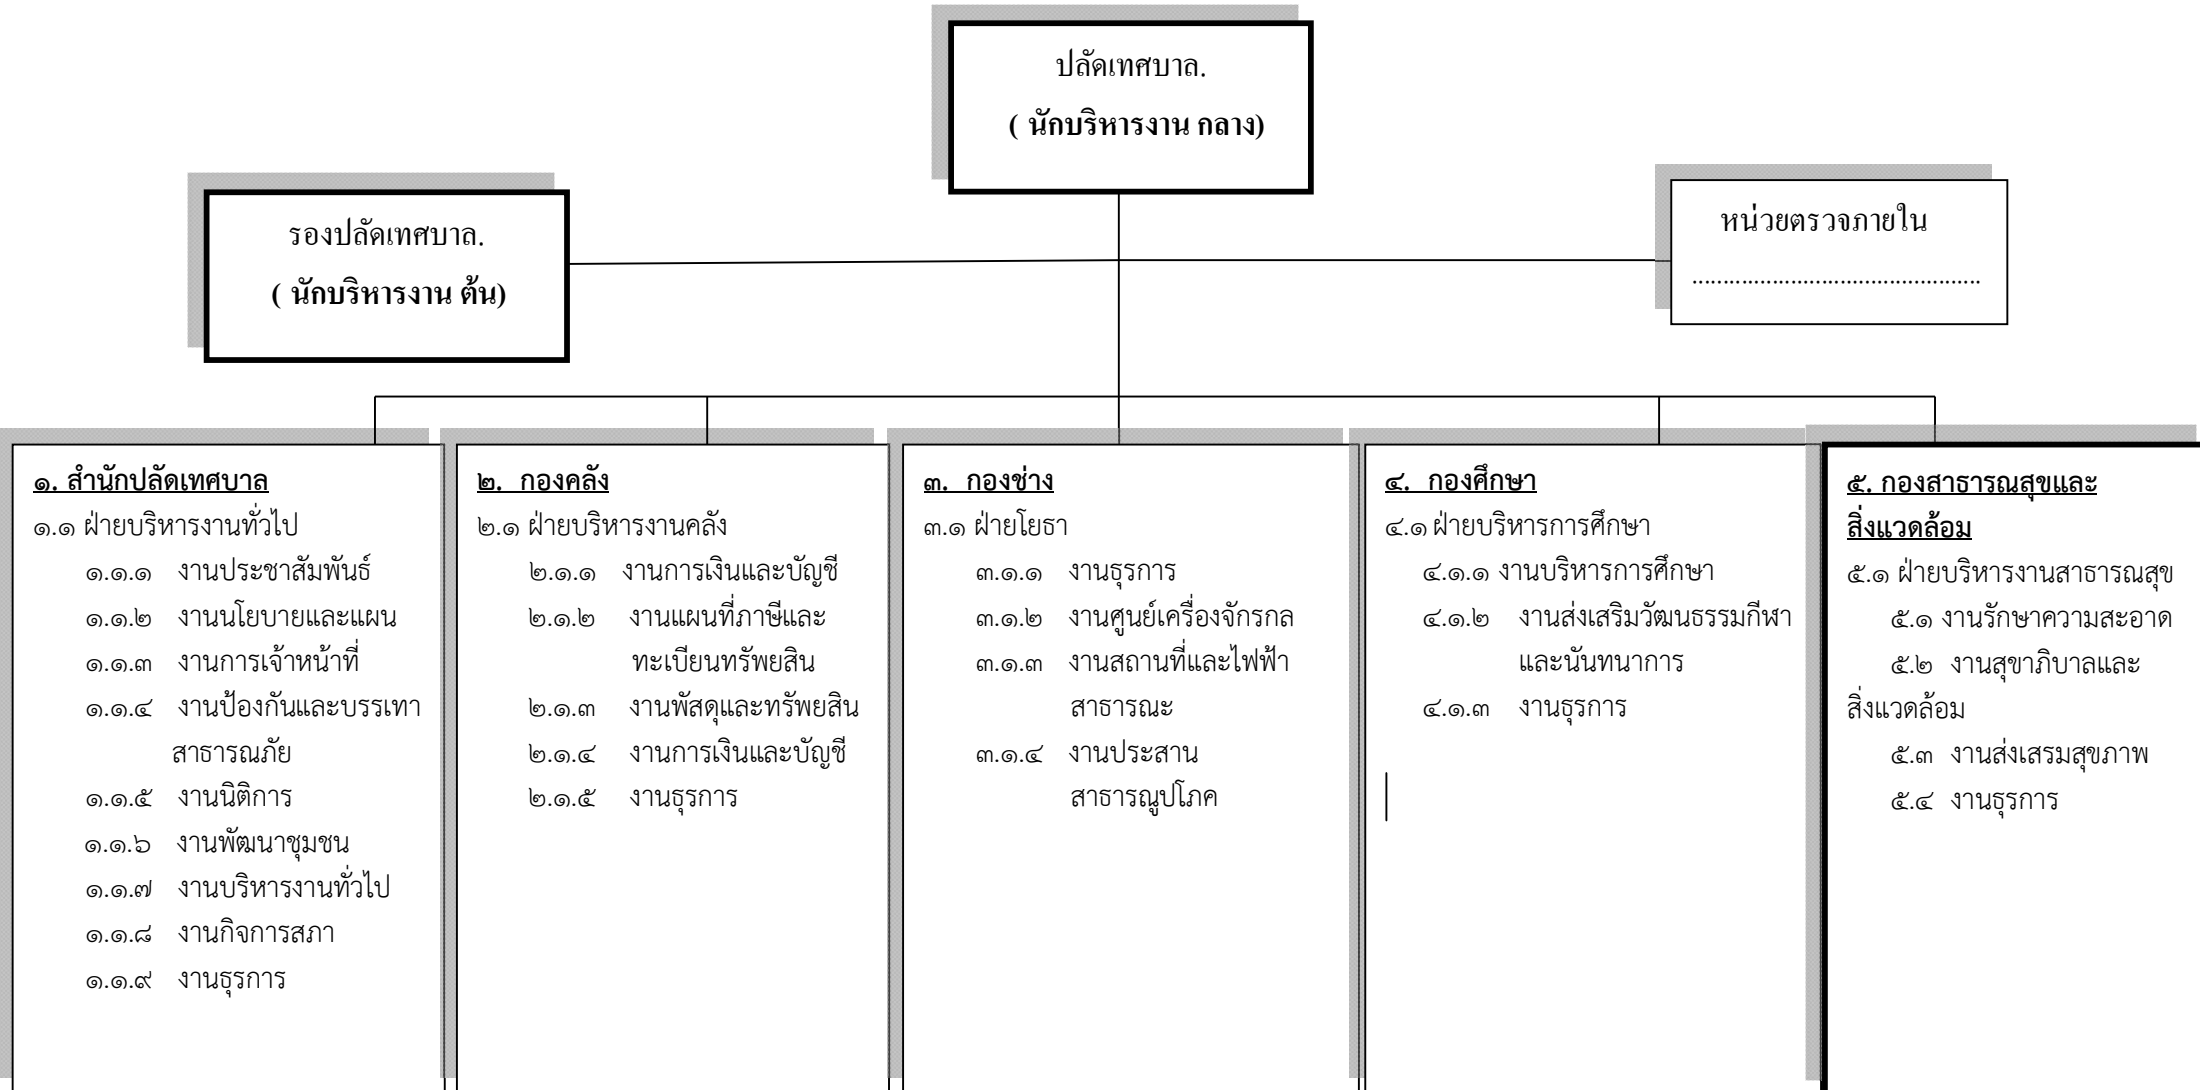 ปลัดเทศบาล.
( นักบริหารงาน กลาง)
รองปลัดเทศบาล.
( นักบริหารงาน ต้น)
หน่วยตรวจภายใน
..............................................
๑. สำนักปลัดเทศบาล
๑.๑ ฝ่ายบริหารงานทั่วไป
๑.๑.๑ งานประชาสัมพันธ์
๑.๑.๒ งานนโยบายและแผน
๑.๑.๓ งานการเจ้าหน้าที่
๑.๑.๔ งานป้องกันและบรรเทา
สาธารณภัย
๑.๑.๕ งานนิติการ
๑.๑.๖ งานพัฒนาชุมชน
๑.๑.๗ งานบริหารงานทั่วไป
๑.๑.๘ งานกิจการสภา
๑.๑.๙ งานธุรการ
๒. กองคลัง
๒.๑ ฝ่ายบริหารงานคลัง
๒.๑.๑ งานการเงินและบัญชี
๒.๑.๒ งานแผนที่ภาษีและ
ทะเบียนทรัพยสิน
๒.๑.๓ งานพัสดุและทรัพยสิน
๒.๑.๔ งานการเงินและบัญชี
๒.๑.๕ งานธุรการ
๓. กองช่าง
๓.๑ ฝ่ายโยธา
๓.๑.๑ งานธุรการ
๓.๑.๒ งานศูนย์เครื่องจักรกล
๓.๑.๓ งานสถานที่และไฟฟ้า
สาธารณะ
๓.๑.๔ งานประสาน
สาธารณูปโภค
๔. กองศึกษา
๔.๑ ฝ่ายบริหารการศึกษา
๔.๑.๑ งานบริหารการศึกษา
๔.๑.๒ งานส่งเสริมวัฒนธรรมกีฬา
และนันทนาการ
๔.๑.๓ งานธุรการ
๕. กองสาธารณสุขและ
สิ่งแวดล้อม
๕.๑ ฝ่ายบริหารงานสาธารณสุข
๕.๑ งานรักษาความสะอาด
๕.๒ งานสุขาภิบาลและ
สิ่งแวดล้อม
๕.๓ งานส่งเสรมสุขภาพ
๕.๔ งานธุรการ